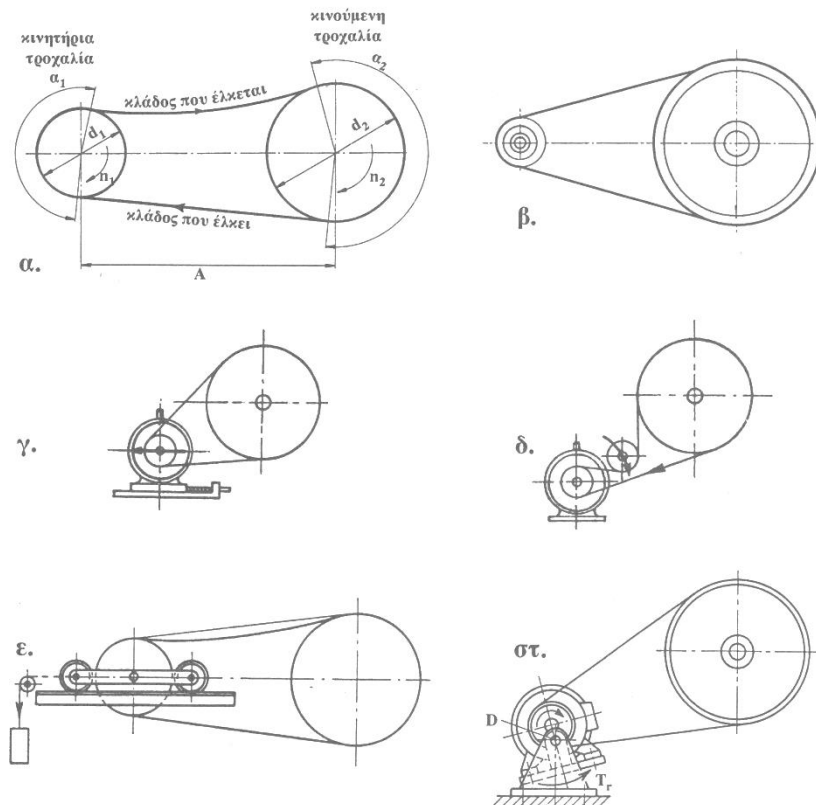 κινητήρια
τροχαλία
α1
κινούμενη
τροχαλία
α2
κλάδος που έλκεται
d1
d2
n1
n2
κλάδος που έλκει
α.
A
β.
γ.
δ.
ε.
στ.
D
Tr